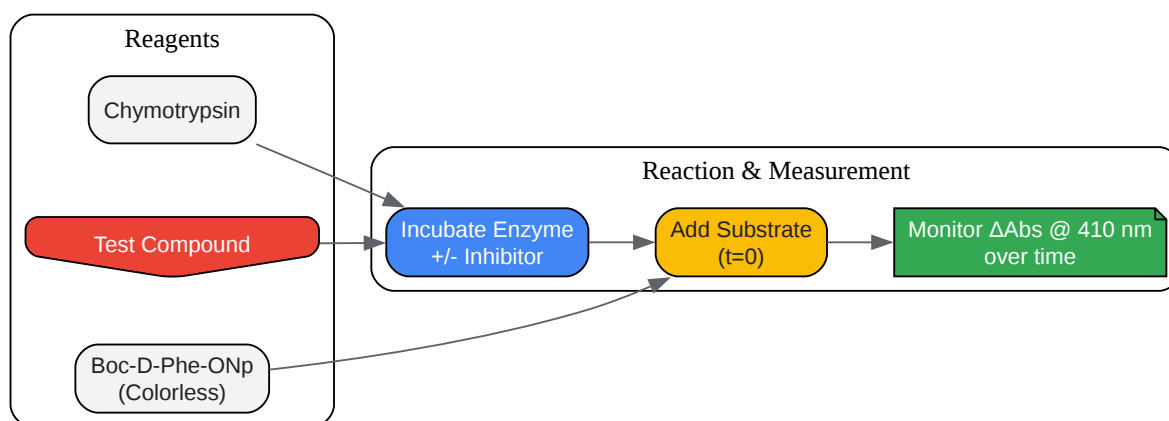 Reagents
Chymotrypsin
Test Compound
Boc-D-Phe-ONp
(Colorless)
Reaction & Measurement
Incubate Enzyme
+/- Inhibitor
Add Substrate
(t=0)
Monitor ΔAbs @ 410 nm
over time